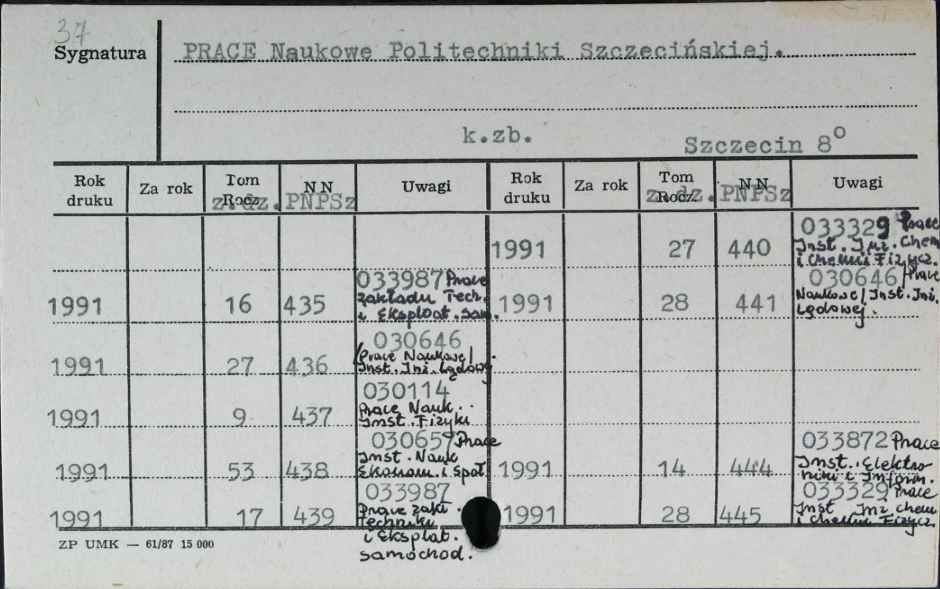 37
Sygnatura
PRACE Naukowe Politechniki Szczecińskiej.
k.zb. Szczecin 8°
Rok druku Za rok Tom Rocz. NN Uwagi Rok druku Za rok Tom Rocz. NN Uwagi
z.dz. PNPSz z.dz. PNPSz
1991 27 440 033329 Prace
Inst. Inż. Chem
i Chemii Fizycz.
1991 16 435 033987 Prace
zakładu Tech.
i Eksploat. sam.
1991 28 441 030646 /Prace
Naukowe/ Inst. Inż.
Lądowej.
1991 27 436 030646
/Prace Naukowe/
Inst. Inż. Lądowej
1991 9 437 030114
Prace Nauk.
Inst. Fizyki
1991 53 438 030659 Prace
Inst. Nauk
Ekonom. i Społ.
1991 14 444 033872 Prace
Inst. Elektro
niki i Inform.
1991 17 439 033987
Prace Zakł.
Techniki
i Eksploat.
samochod.
1991 28 445 033329 Prace
Inst Inż chem
i Chemii Fizycz
ZP UMK — 61/87 15 000